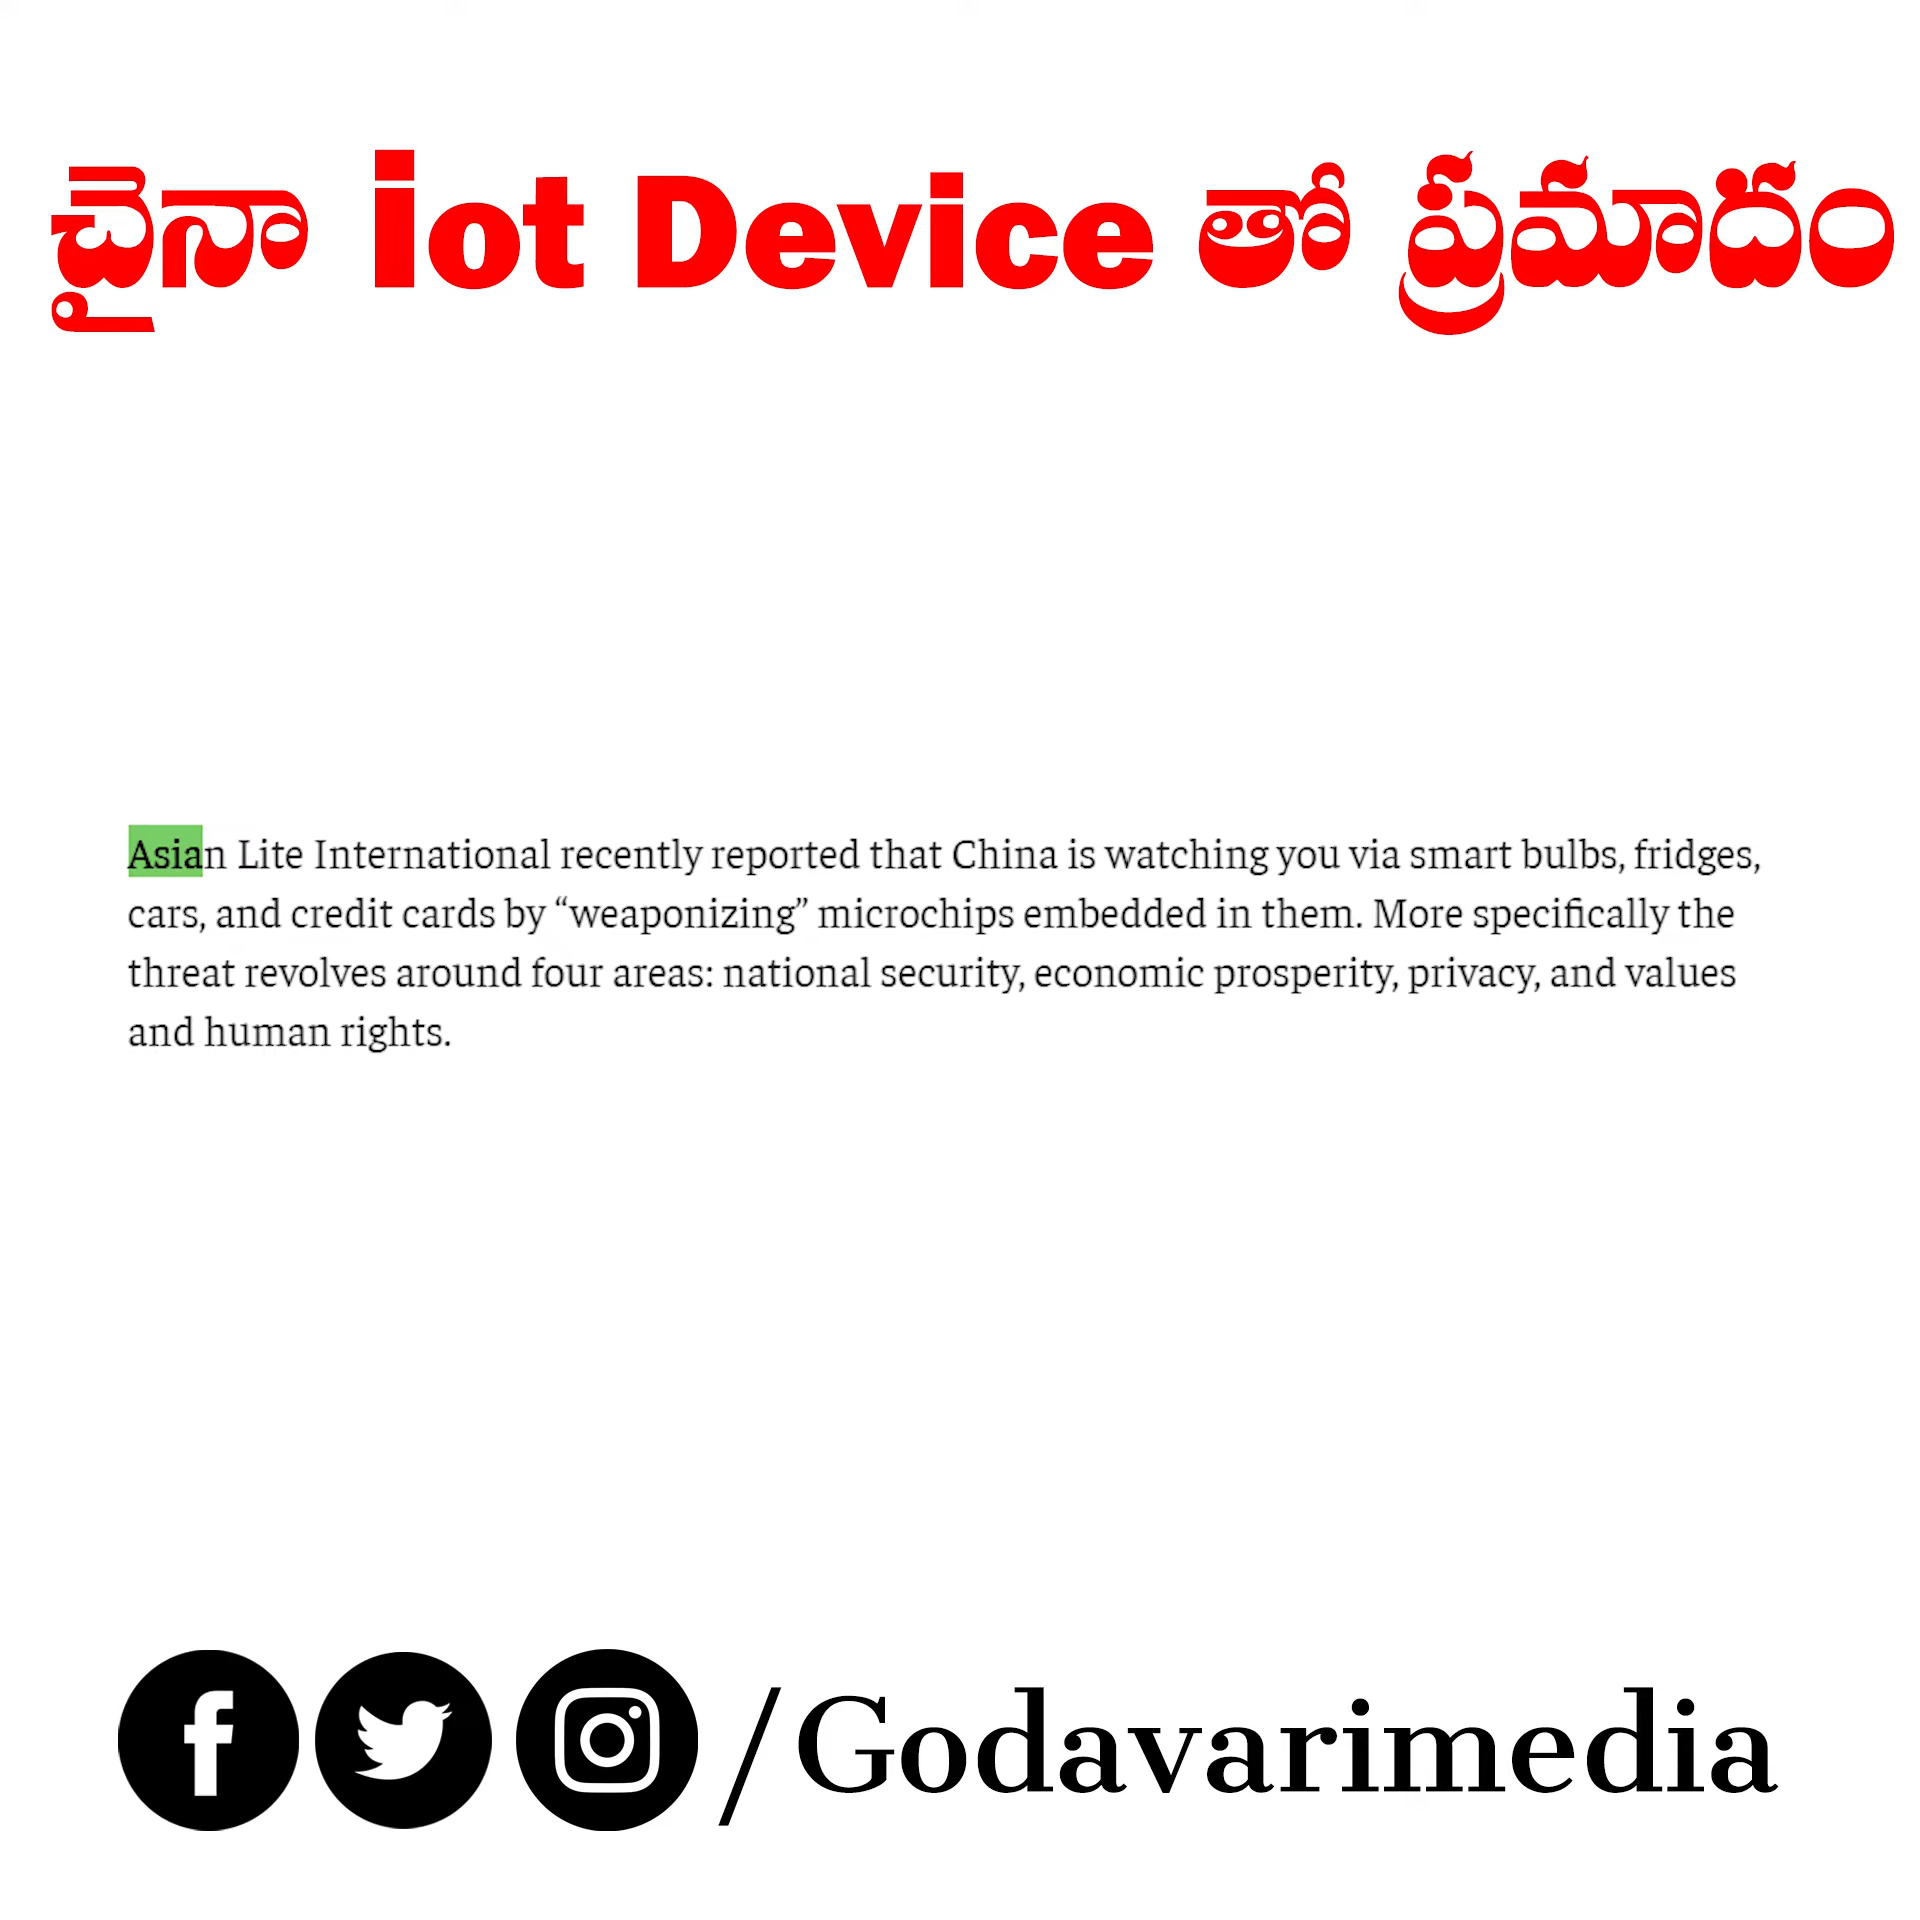 చైనా iot Device తో ప్రమాదం
Asian Lite International recently reported that China is watching you via smart bulbs, fridges,
cars, and credit cards by “weaponizing” microchips embedded in them. More specifically the
threat revolves around four areas: national security, economic prosperity, privacy, and values
and human rights.
/Godavarimedia